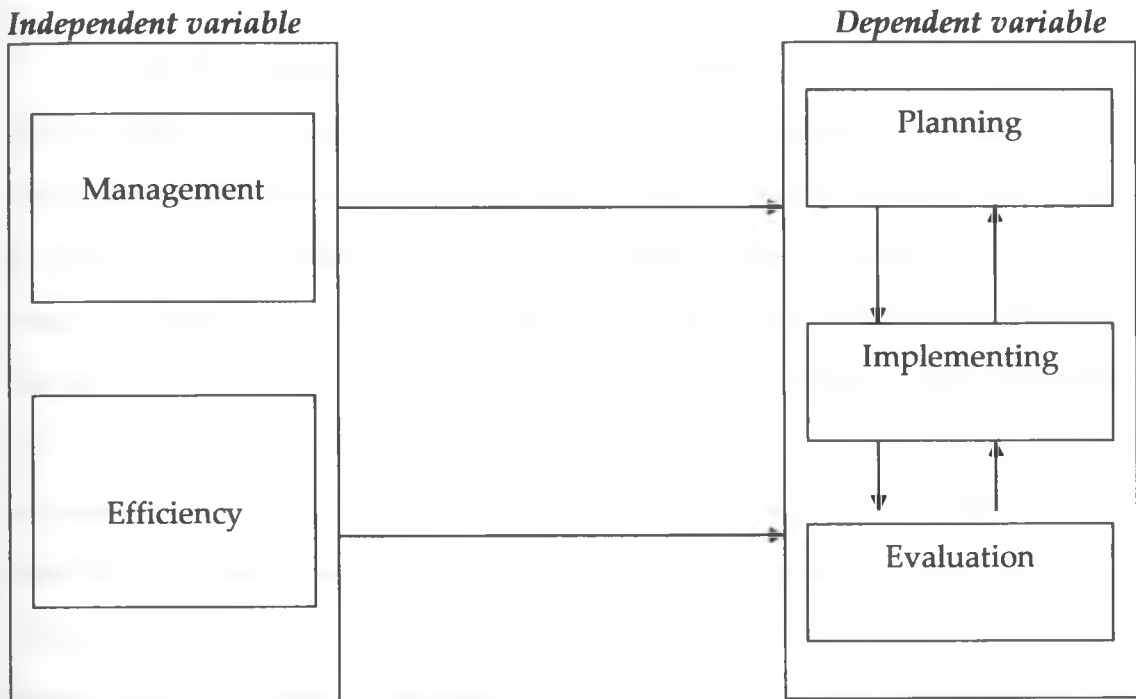 Independent variable
Dependent variable
Management
Efficiency
Planning
Implementing
Evaluation